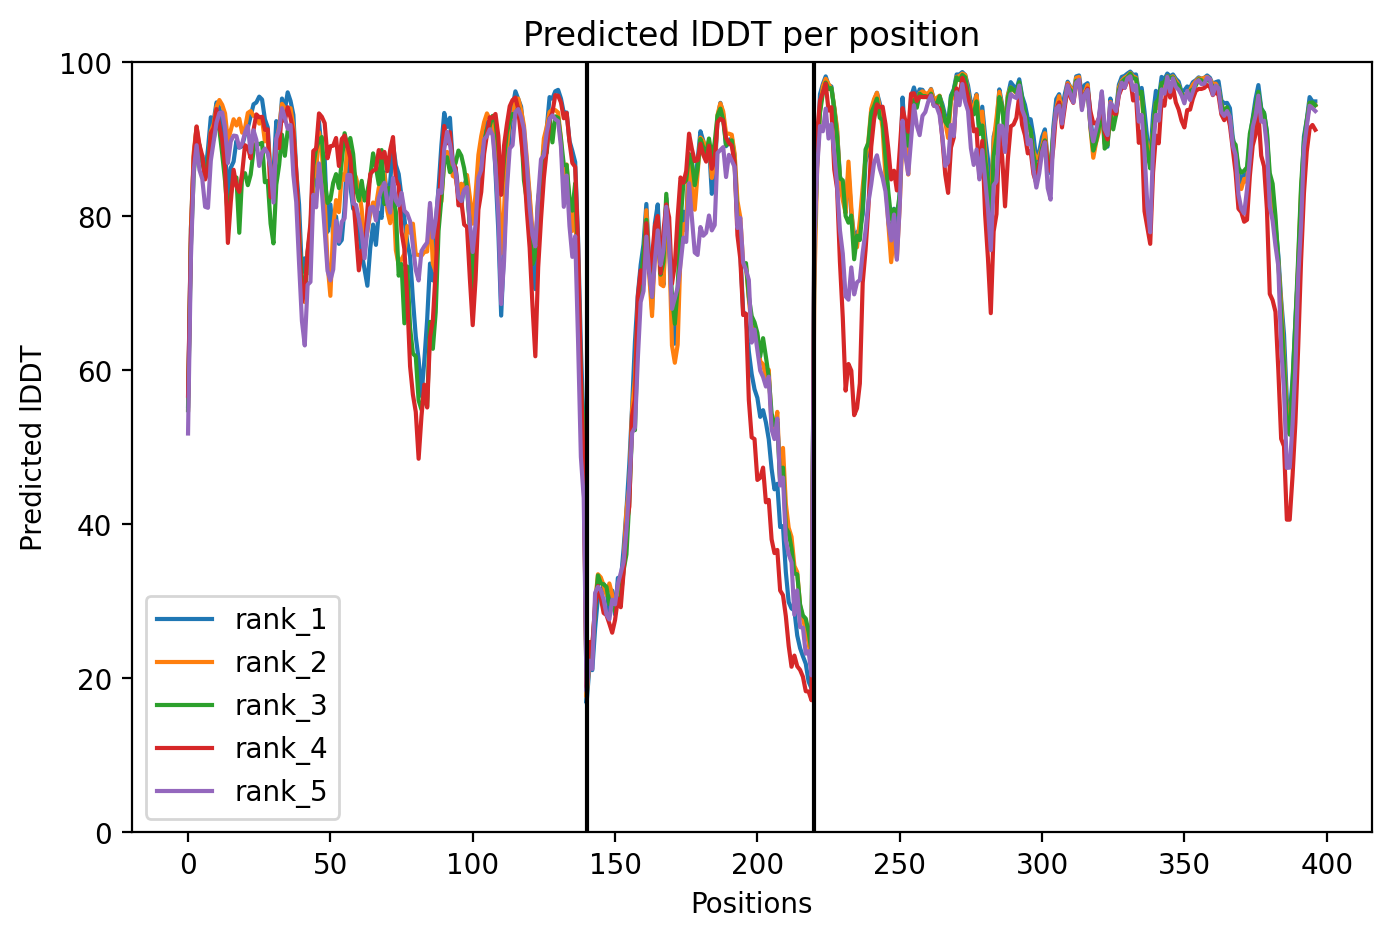 Predicted lDDT per position
Predicted lDDT
100
80
60
40
20
0
rank_1
rank_2
rank_3
rank_4
rank_5
0 50 100 150 200 250 300 350 400
Positions